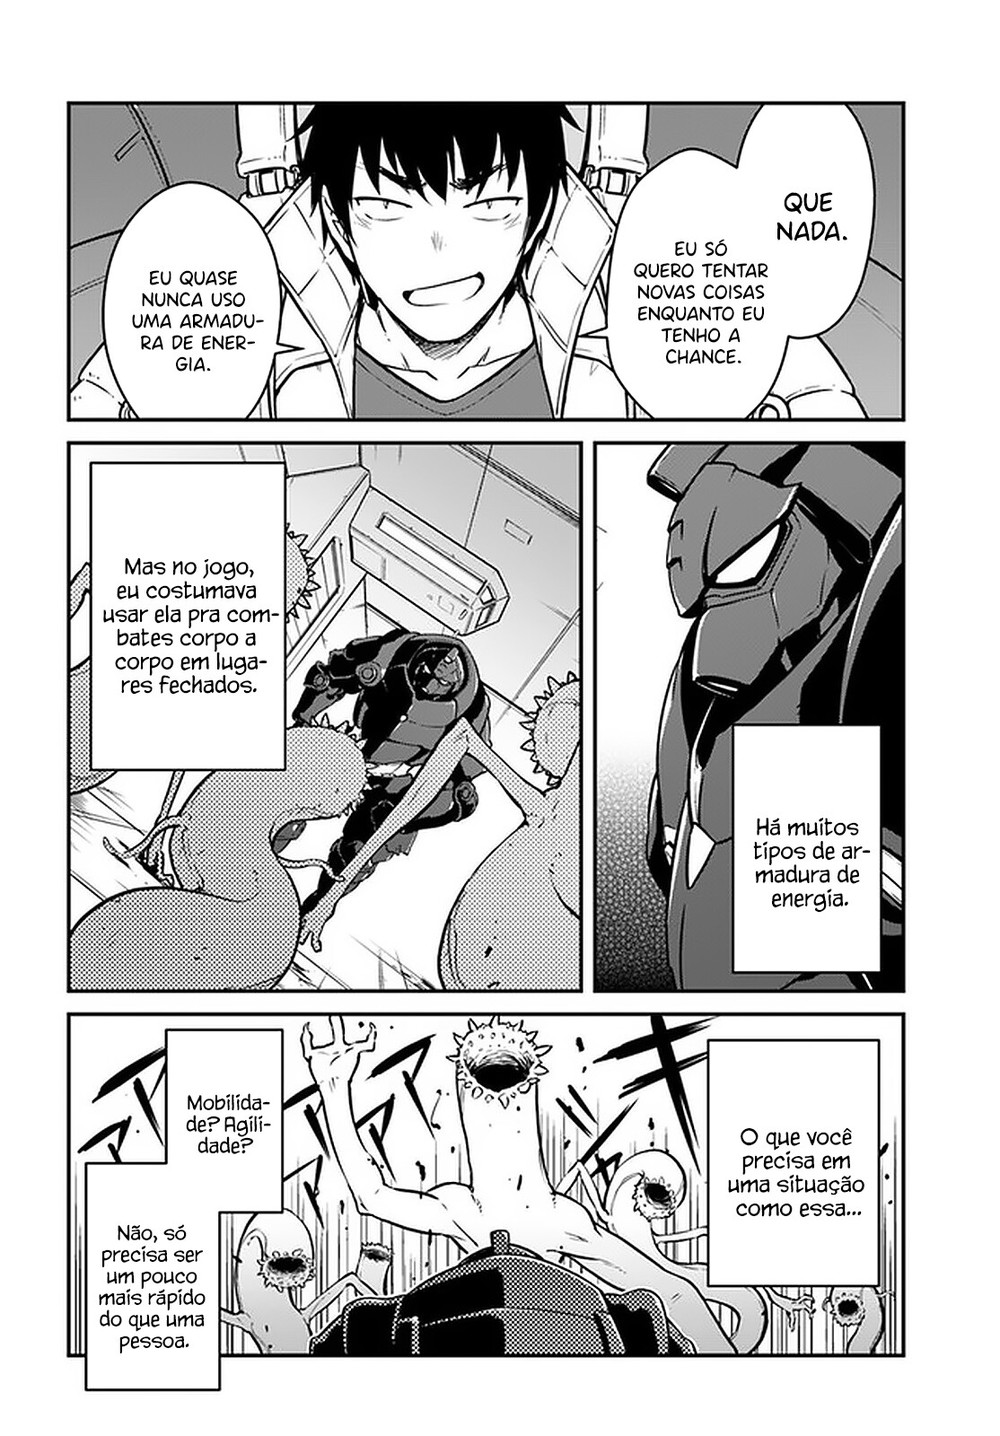 QUE
NADA.
EU SÓ
QUERO TENTAR
NOVAS COISAS
ENQUANTO EU
TENHO A
CHANCE.
EU QUASE
NUNCA USO
UMA ARMADU-
RA DE ENER-
GIA.
Há muitos
tipos de ar-
madura de
energia.
Mas no jogo,
eu costumava
usar ela pra com-
bates corpo a
corpo em luga-
res fechados.
O que você
precisa em
uma situação
como essa...
Mobilida-
de? Agili-
dade?
Não, só
precisa ser
um pouco
mais rápido
do que uma
pessoa.